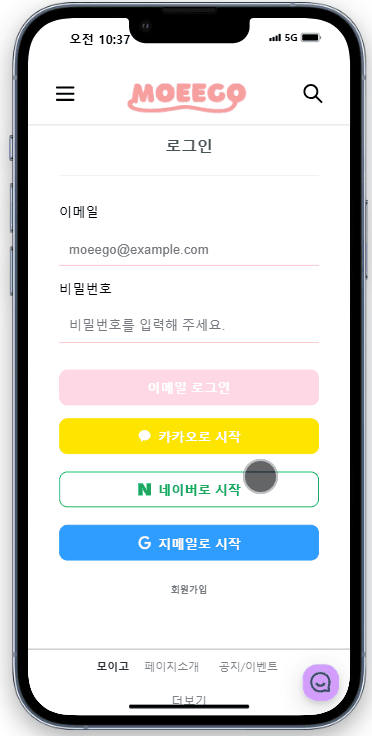 오전 10:37
5G
MOEEGO
로그인
이메일
moeego@example.com
비밀번호
비밀번호를 입력해 주세요.
이메일 로그인
카카오로 시작
N 네이버로 시작
G 지메일로 시작
회원가입
모이고 페이지소개 공지/이벤트
더보기